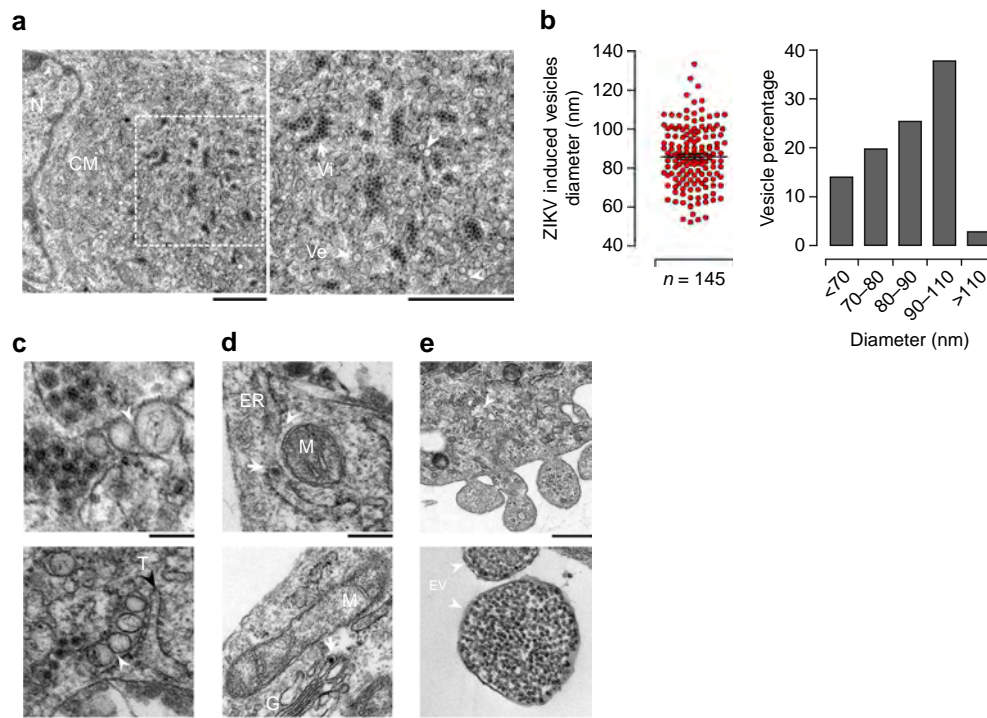 a
N
CM
Vi
Ve
b
ZIKV induced vesicles
diameter (nm)
140
120
100
80
60
40
n = 145
Vesicle percentage
40
30
20
10
0
<70
70–80
80–90
90–110
>110
Diameter (nm)
c
T
d
ER
M
M
G
e
EV